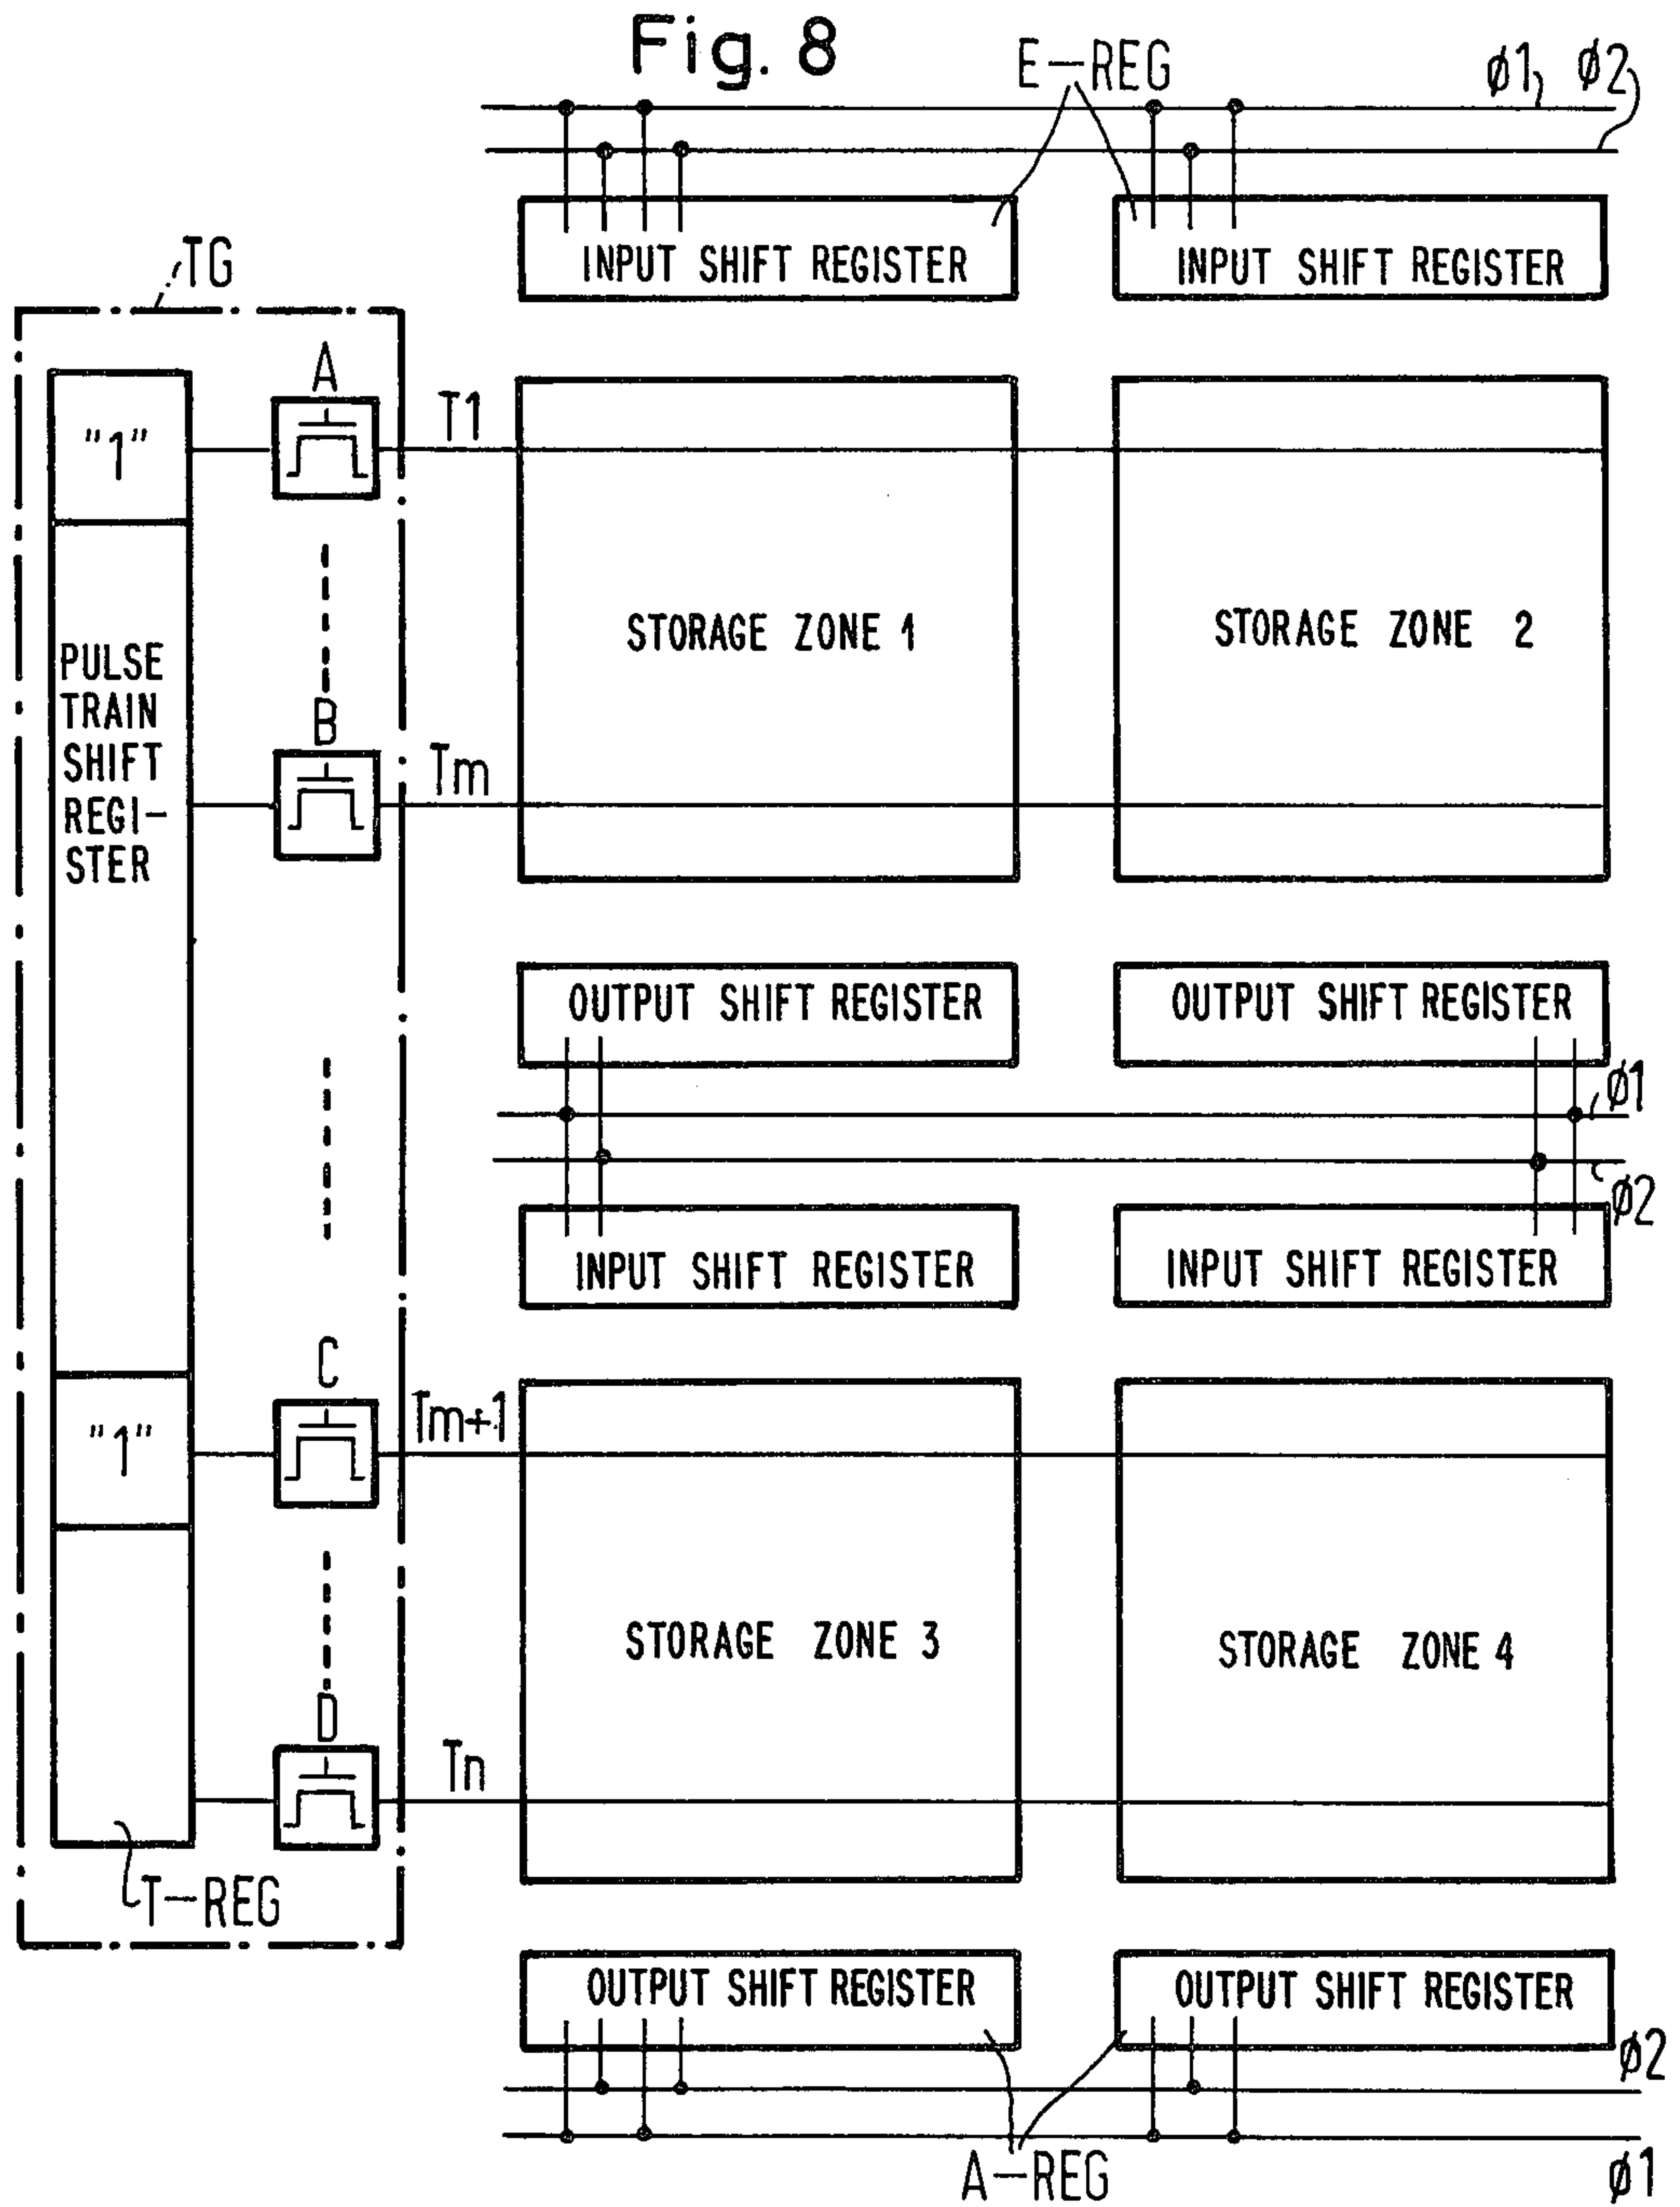 Fig. 8
E-REG
ø1
ø2
INPUT SHIFT REGISTER
INPUT SHIFT REGISTER
TG
A
T1
"1"
STORAGE ZONE 1
STORAGE ZONE 2
PULSE
TRAIN
SHIFT
REGI-
STER
B
Tm
OUTPUT SHIFT REGISTER
OUTPUT SHIFT REGISTER
ø1
ø2
INPUT SHIFT REGISTER
INPUT SHIFT REGISTER
C
Tm+1
"1"
STORAGE ZONE 3
STORAGE ZONE 4
D
Tn
T-REG
OUTPUT SHIFT REGISTER
OUTPUT SHIFT REGISTER
ø2
A-REG
ø1